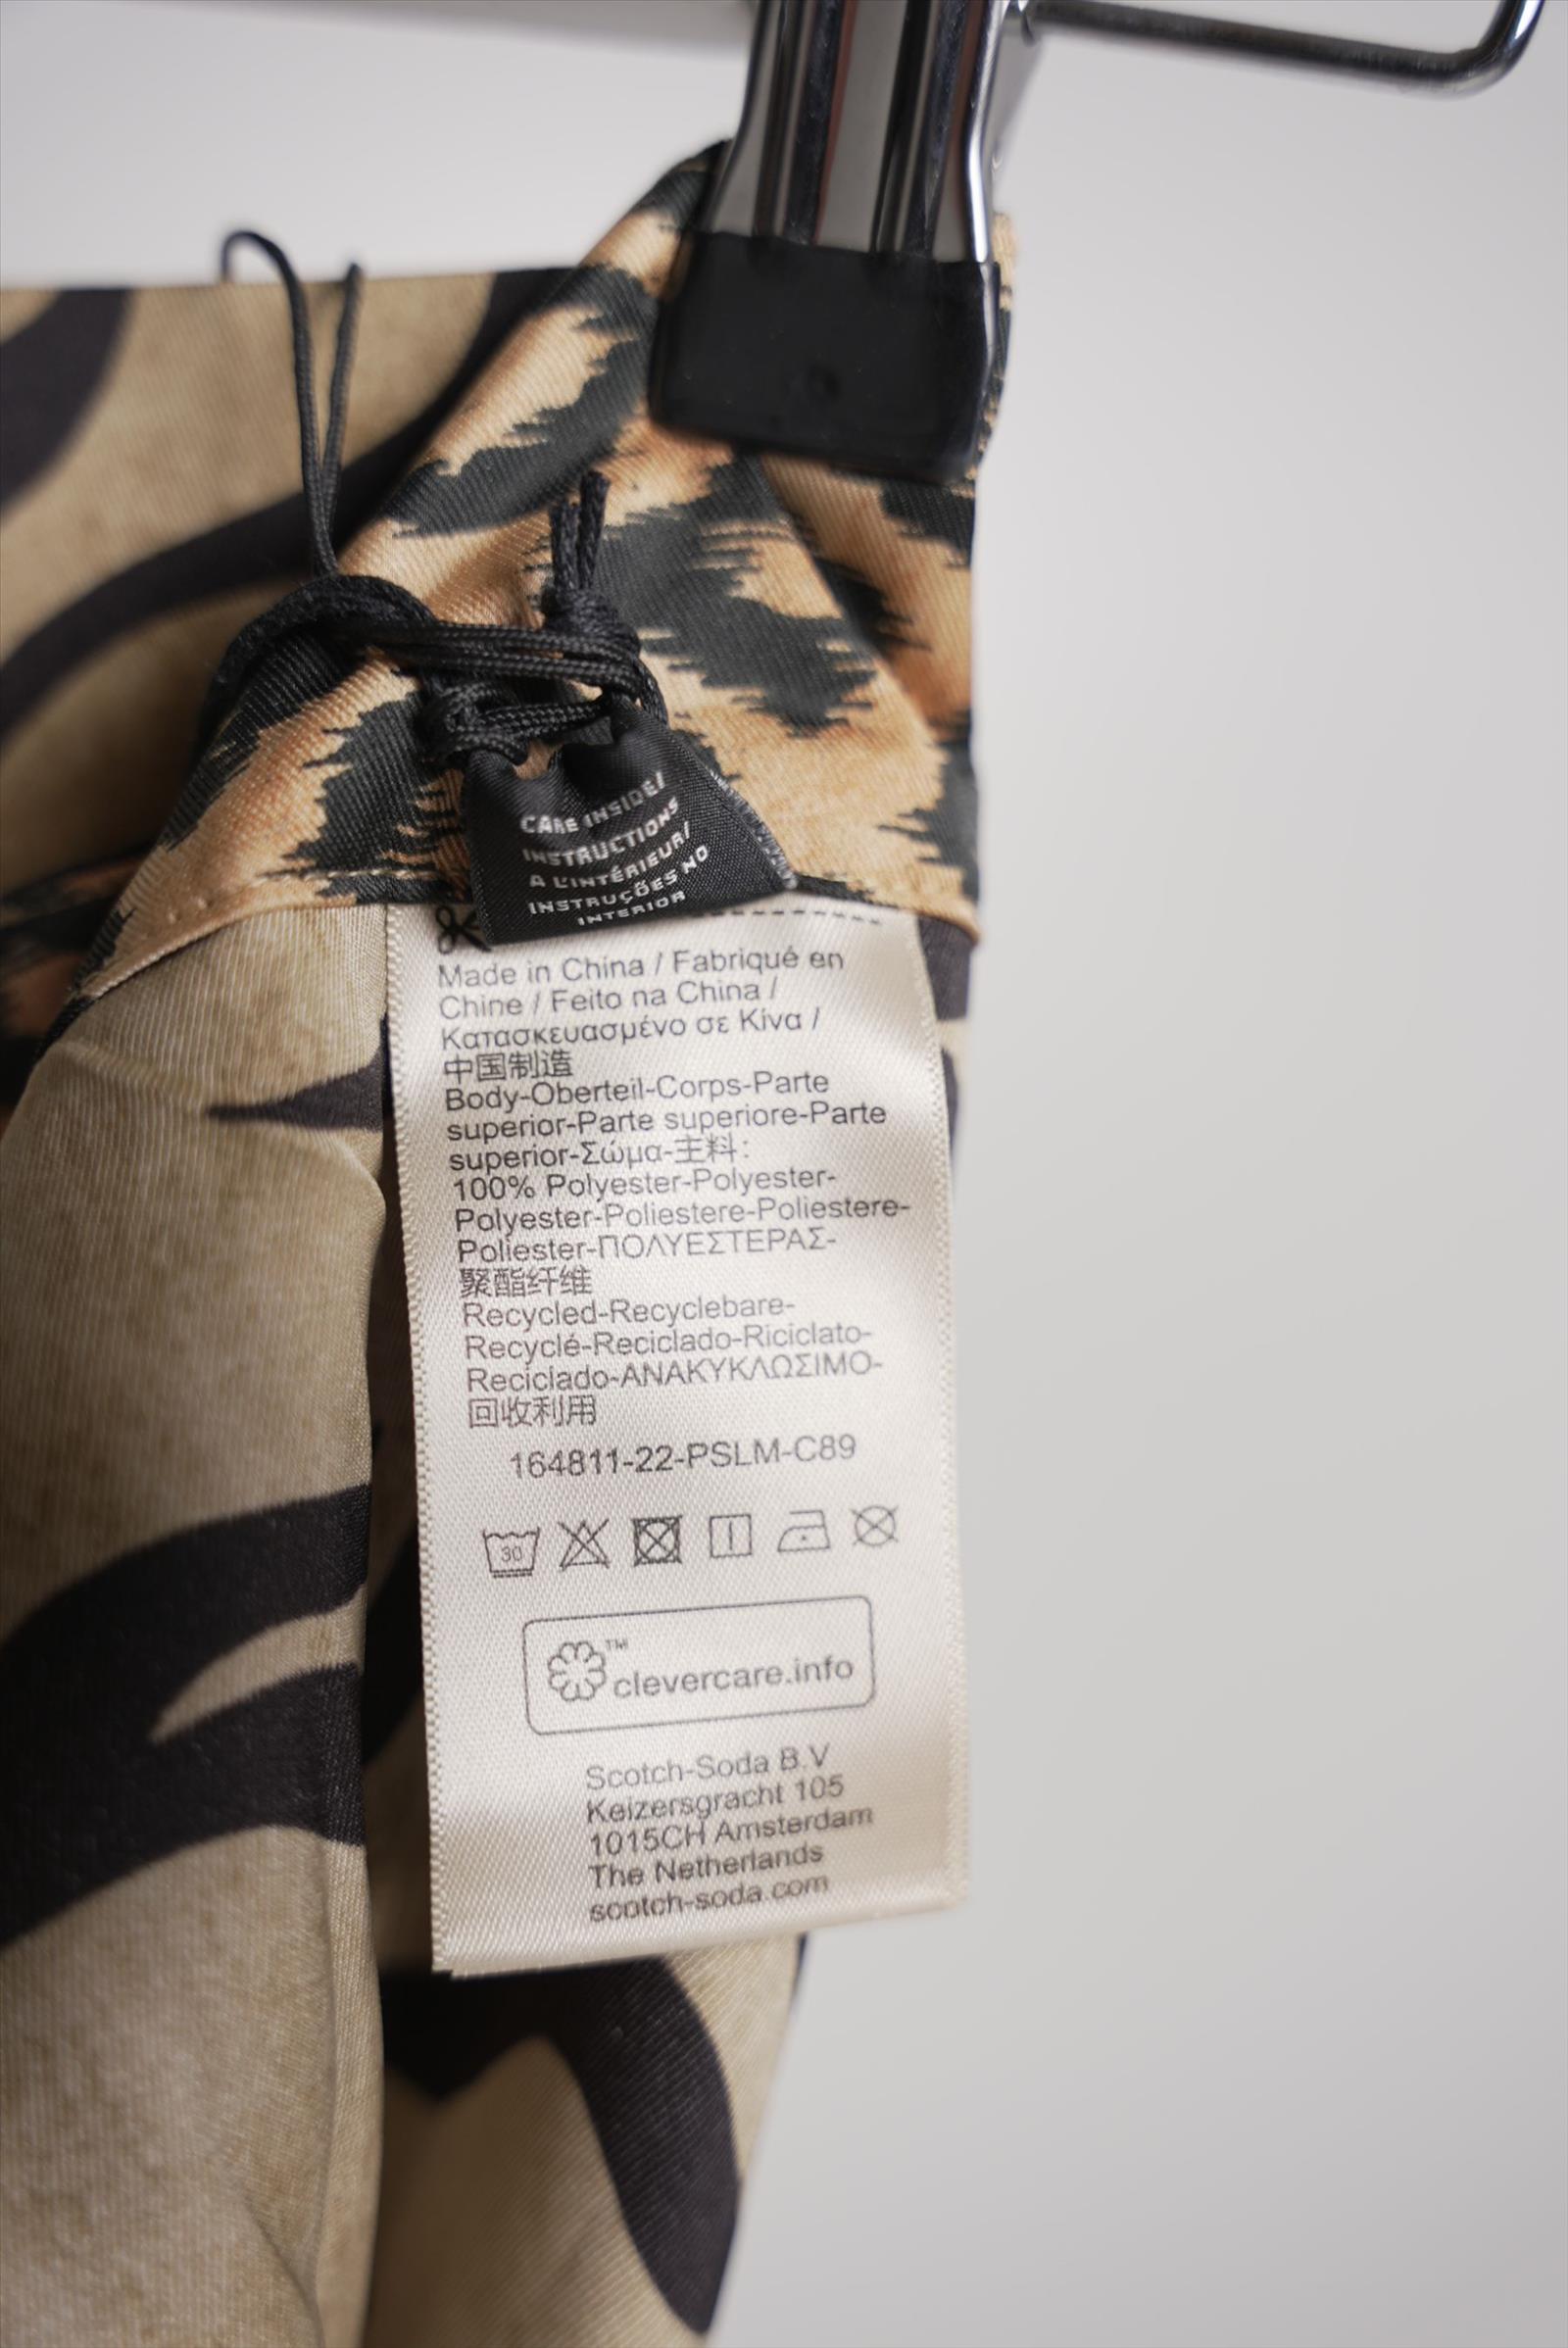 CARE INSIDE/
INSTRUCTIONS
A L'INTÉRIEUR/
INSTRUÇÕES NO
INTERIOR
Made in China / Fabriqué en
Chine / Feito na China /
Κατασκευασμένο σε Κίνα /
中国制造
Body-Oberteil-Corps-Parte
superior-Parte superiore-Parte
superior-Σώμα-主料:
100% Polyester-Polyester-
Polyester-Poliestere-Poliestere-
Poliester-ΠΟΛΥΕΣΤΕΡΑΣ-
聚酯纤维
Recycled-Recyclebare-
Recyclé-Reciclado-Riciclato-
Reciclado-ΑΝΑΚΥΚΛΩΣΙΜΟ-
回收利用
164811-22-PSLM-C89
30
™
clevercare.info
Scotch-Soda B.V
Keizersgracht 105
1015CH Amsterdam
The Netherlands
scotch-soda.com